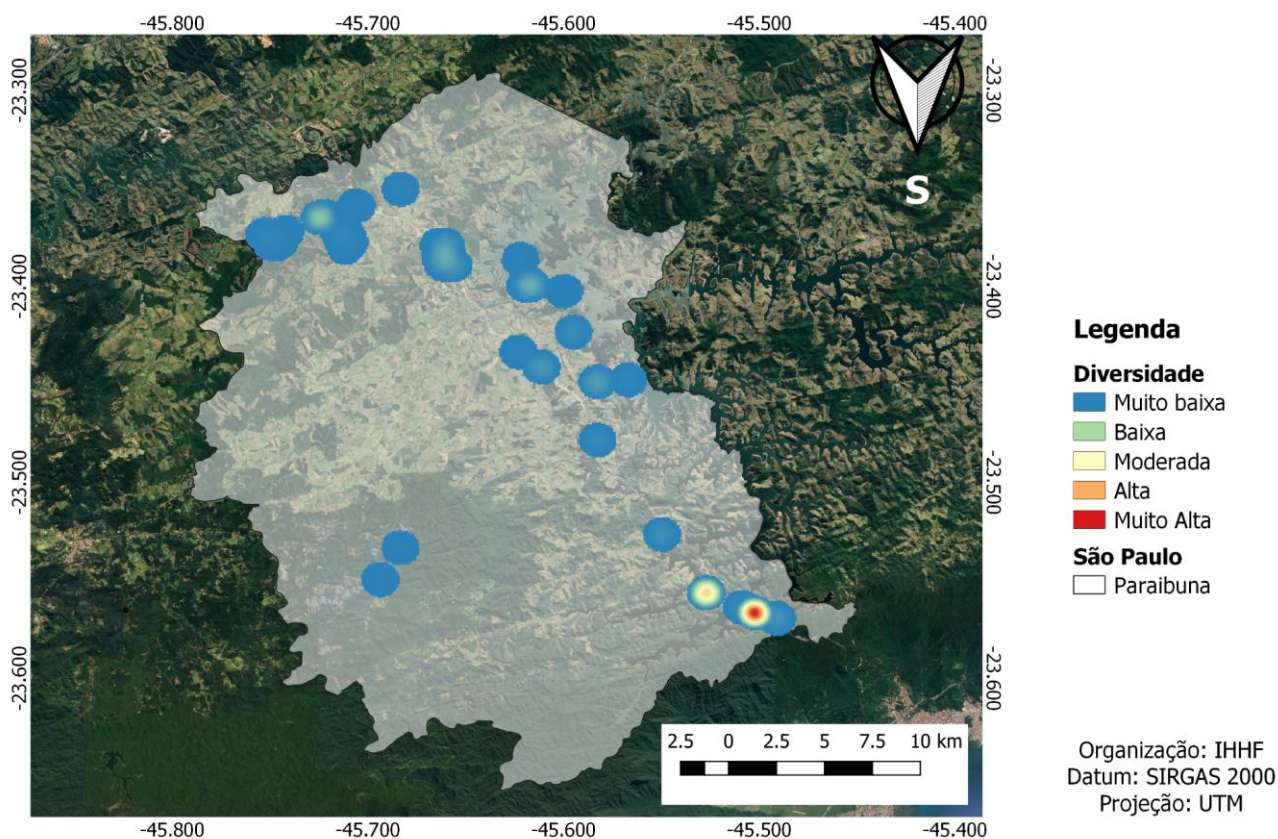 -45.800 -45.700 -45.600 -45.500 -45.400
-23.300 -23.300
S
-23.400 -23.400
-23.500 -23.500
-23.600 -23.600
Legenda
Diversidade
Muito baixa
Baixa
Moderada
Alta
Muito Alta
São Paulo
Paraibuna
2.5 0 2.5 5 7.5 10 km
Organização: IHHF
Datum: SIRGAS 2000
Projeção: UTM
-45.800 -45.700 -45.600 -45.500 -45.400